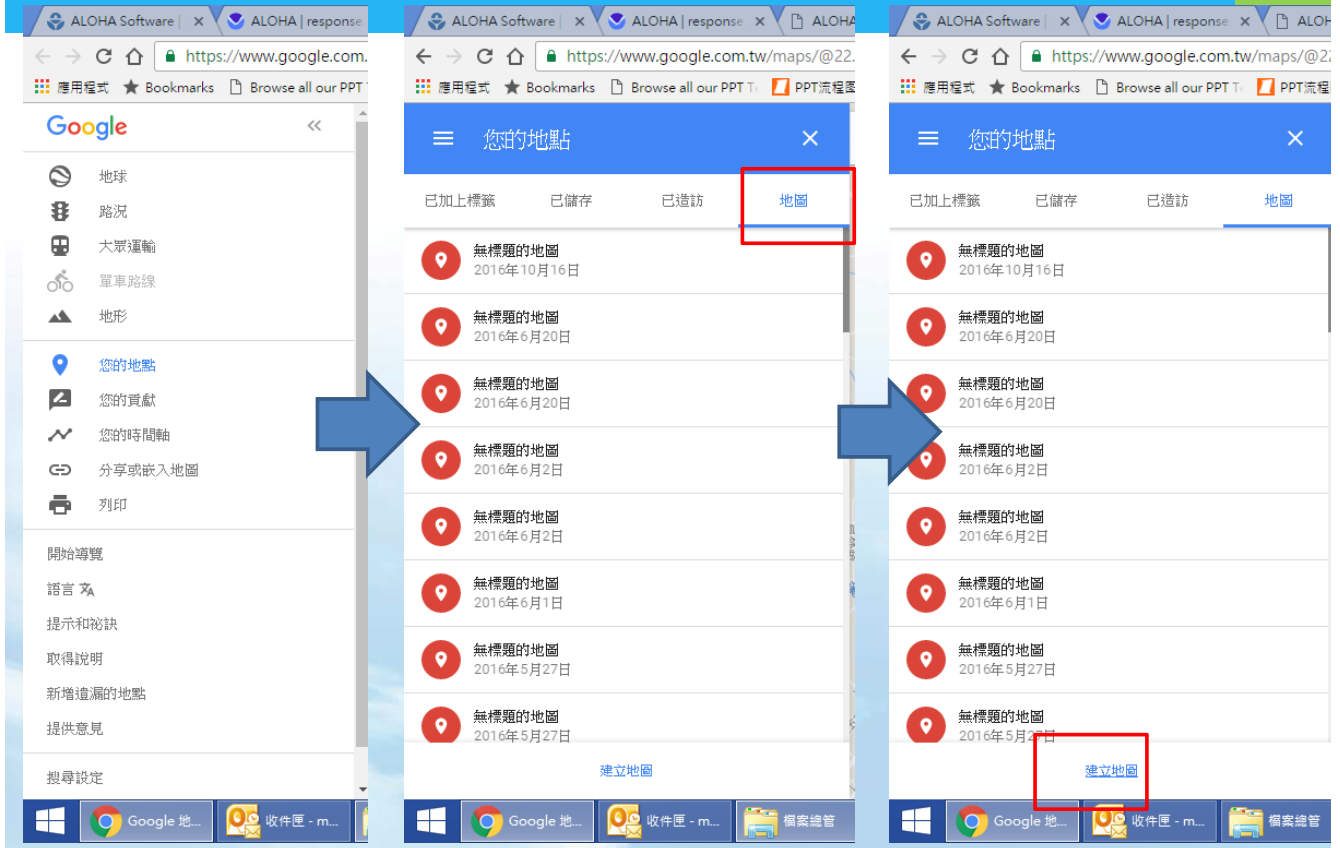 ALOHA Software |
ALOHA | response
https://www.google.com.
應用程式 Bookmarks Browse all our PPT
Google
地球
路況
大眾運輸
單車路線
地形
您的地點
您的貢獻
您的時間軸
分享或嵌入地圖
列印
開始導覽
語言
提示和祕訣
取得說明
新增遺漏的地點
提供意見
搜尋設定
Google 地...
收件匣 - m...
ALOHA Software |
ALOHA | response
ALOHA
https://www.google.com.tw/maps/@22.
應用程式 Bookmarks Browse all our PPT T PPT流程图
您的地點
已加上標籤 已儲存 已造訪 地圖
無標題的地圖
2016年10月16日
無標題的地圖
2016年6月20日
無標題的地圖
2016年6月20日
無標題的地圖
2016年6月2日
無標題的地圖
2016年6月2日
無標題的地圖
2016年6月1日
無標題的地圖
2016年5月27日
無標題的地圖
2016年5月27日
建立地圖
Google 地...
收件匣 - m...
檔案總管
ALOHA Software |
ALOHA | response
ALOH
https://www.google.com.tw/maps/@22
應用程式 Bookmarks Browse all our PPT T PPT流程
您的地點
已加上標籤 已儲存 已造訪 地圖
無標題的地圖
2016年10月16日
無標題的地圖
2016年6月20日
無標題的地圖
2016年6月20日
無標題的地圖
2016年6月2日
無標題的地圖
2016年6月2日
無標題的地圖
2016年6月1日
無標題的地圖
2016年5月27日
無標題的地圖
2016年5月27日
建立地圖
Google 地...
收件匣 - m...
檔案總管